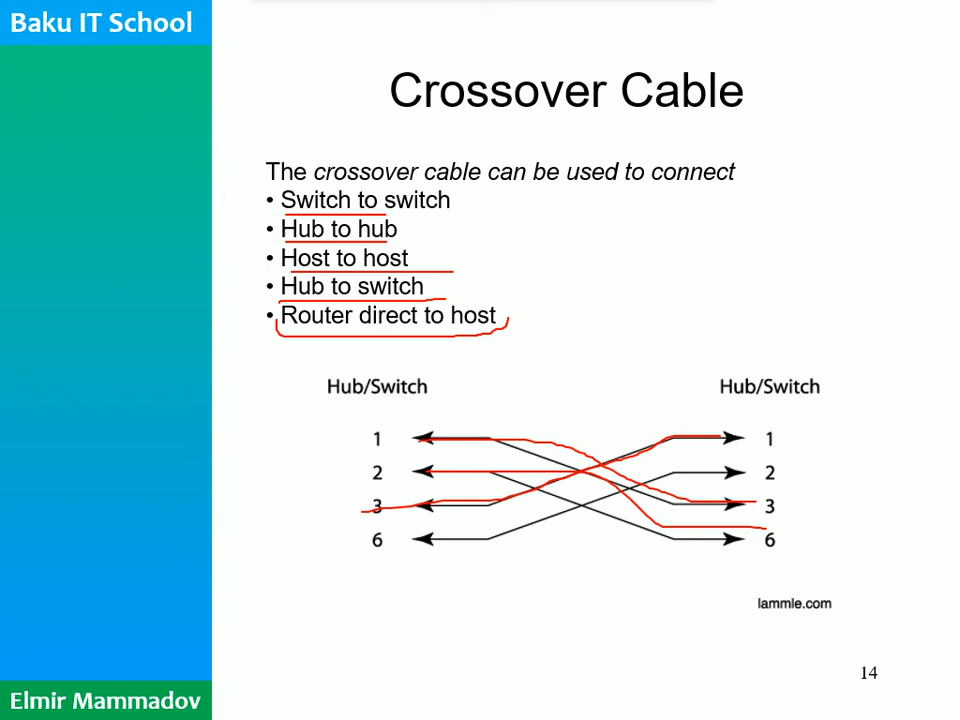 Baku IT School
Crossover Cable
The crossover cable can be used to connect
• Switch to switch
• Hub to hub
• Host to host
• Hub to switch
• Router direct to host
Hub/Switch Hub/Switch
1 1
2 2
3 3
6 6
lammle.com
14
Elmir Mammadov